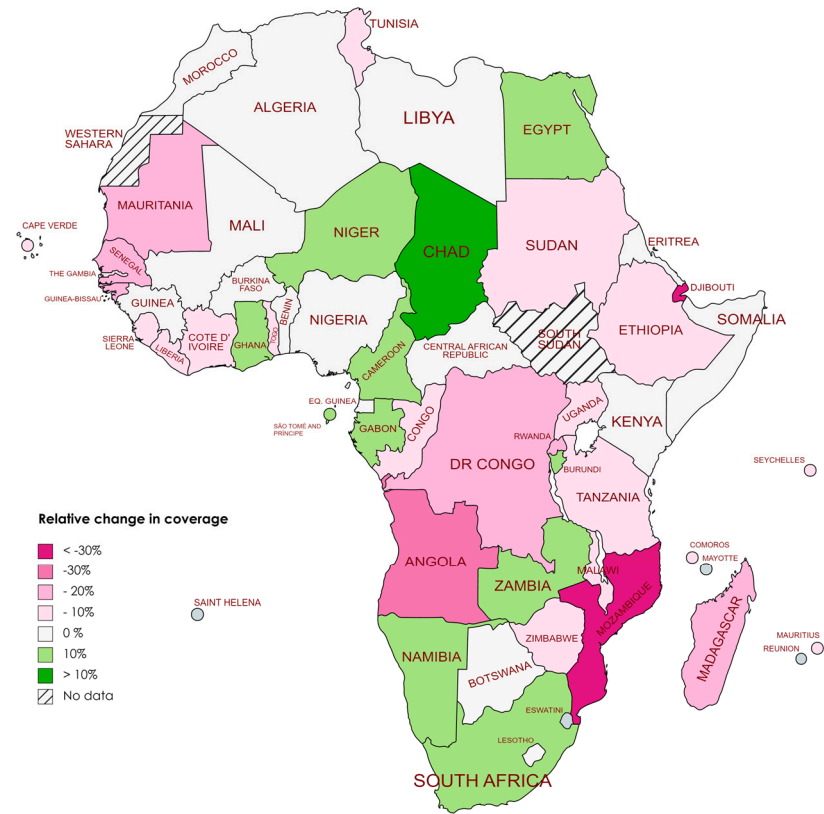 TUNISIA
MOROCCO
ALGERIA
LIBYA
EGYPT
WESTERN
SAHARA
MAURITANIA
MALI
NIGER
CHAD
SUDAN
ERITREA
CAPE VERDE
SENEGAL
THE GAMBIA
GUINEA-BISSAU
GUINEA
BURKINA
FASO
BENIN
TOGO
NIGERIA
DJIBOUTI
SOMALIA
ETHIOPIA
SOUTH
SUDAN
SIERRA
LEONE
LIBERIA
COTE D'
IVOIRE
GHANA
CAMEROON
CENTRAL AFRICAN
REPUBLIC
EQ. GUINEA
SÃO TOMÉ AND
PRÍNCIPE
GABON
CONGO
UGANDA
KENYA
RWANDA
DR CONGO
BURUNDI
SEYCHELLES
TANZANIA
Relative change in coverage
< -30%
-30%
- 20%
- 10%
0 %
10%
> 10%
No data
ANGOLA
ZAMBIA
MALAWI
MOZAMBIQUE
COMOROS
MAYOTTE
SAINT HELENA
MADAGASCAR
MAURITIUS
REUNION
ZIMBABWE
NAMIBIA
BOTSWANA
ESWATINI
LESOTHO
SOUTH AFRICA